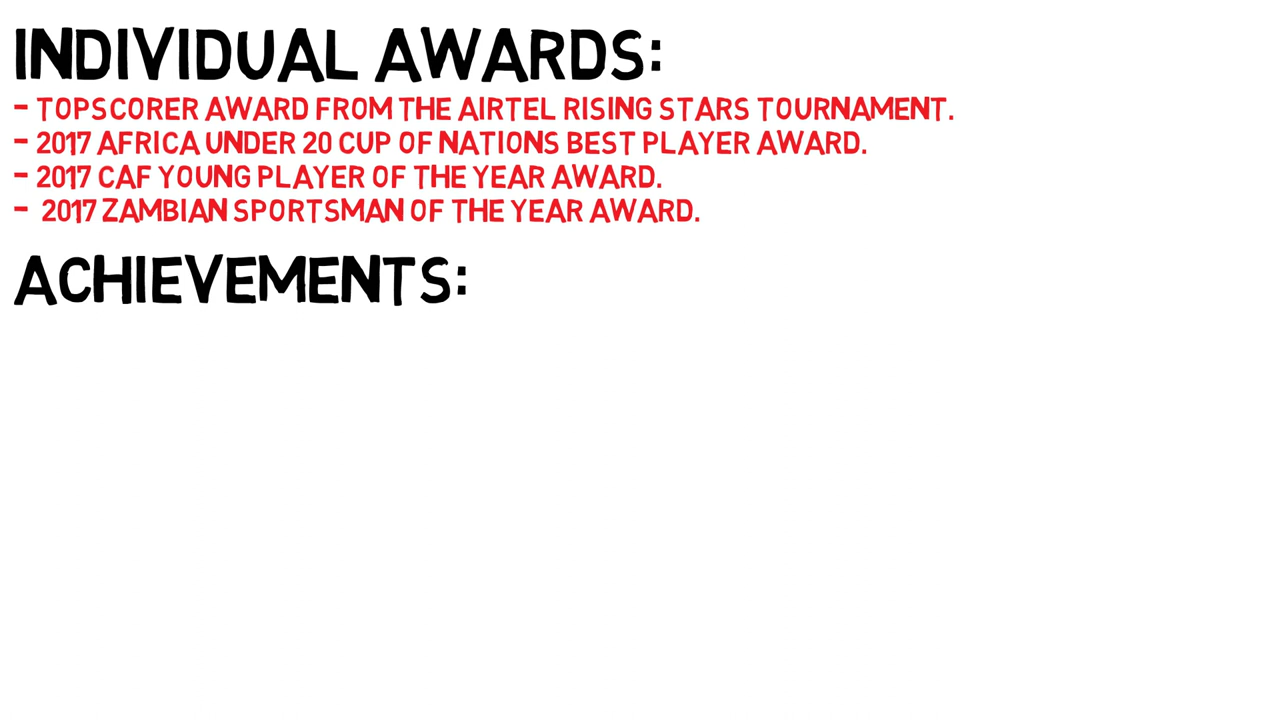 INDIVIDUAL AWARDS:
- TOPSCORER AWARD FROM THE AIRTEL RISING STARS TOURNAMENT.
- 2017 AFRICA UNDER 20 CUP OF NATIONS BEST PLAYER AWARD.
- 2017 CAF YOUNG PLAYER OF THE YEAR AWARD.
- 2017 ZAMBIAN SPORTSMAN OF THE YEAR AWARD.
ACHIEVEMENTS: